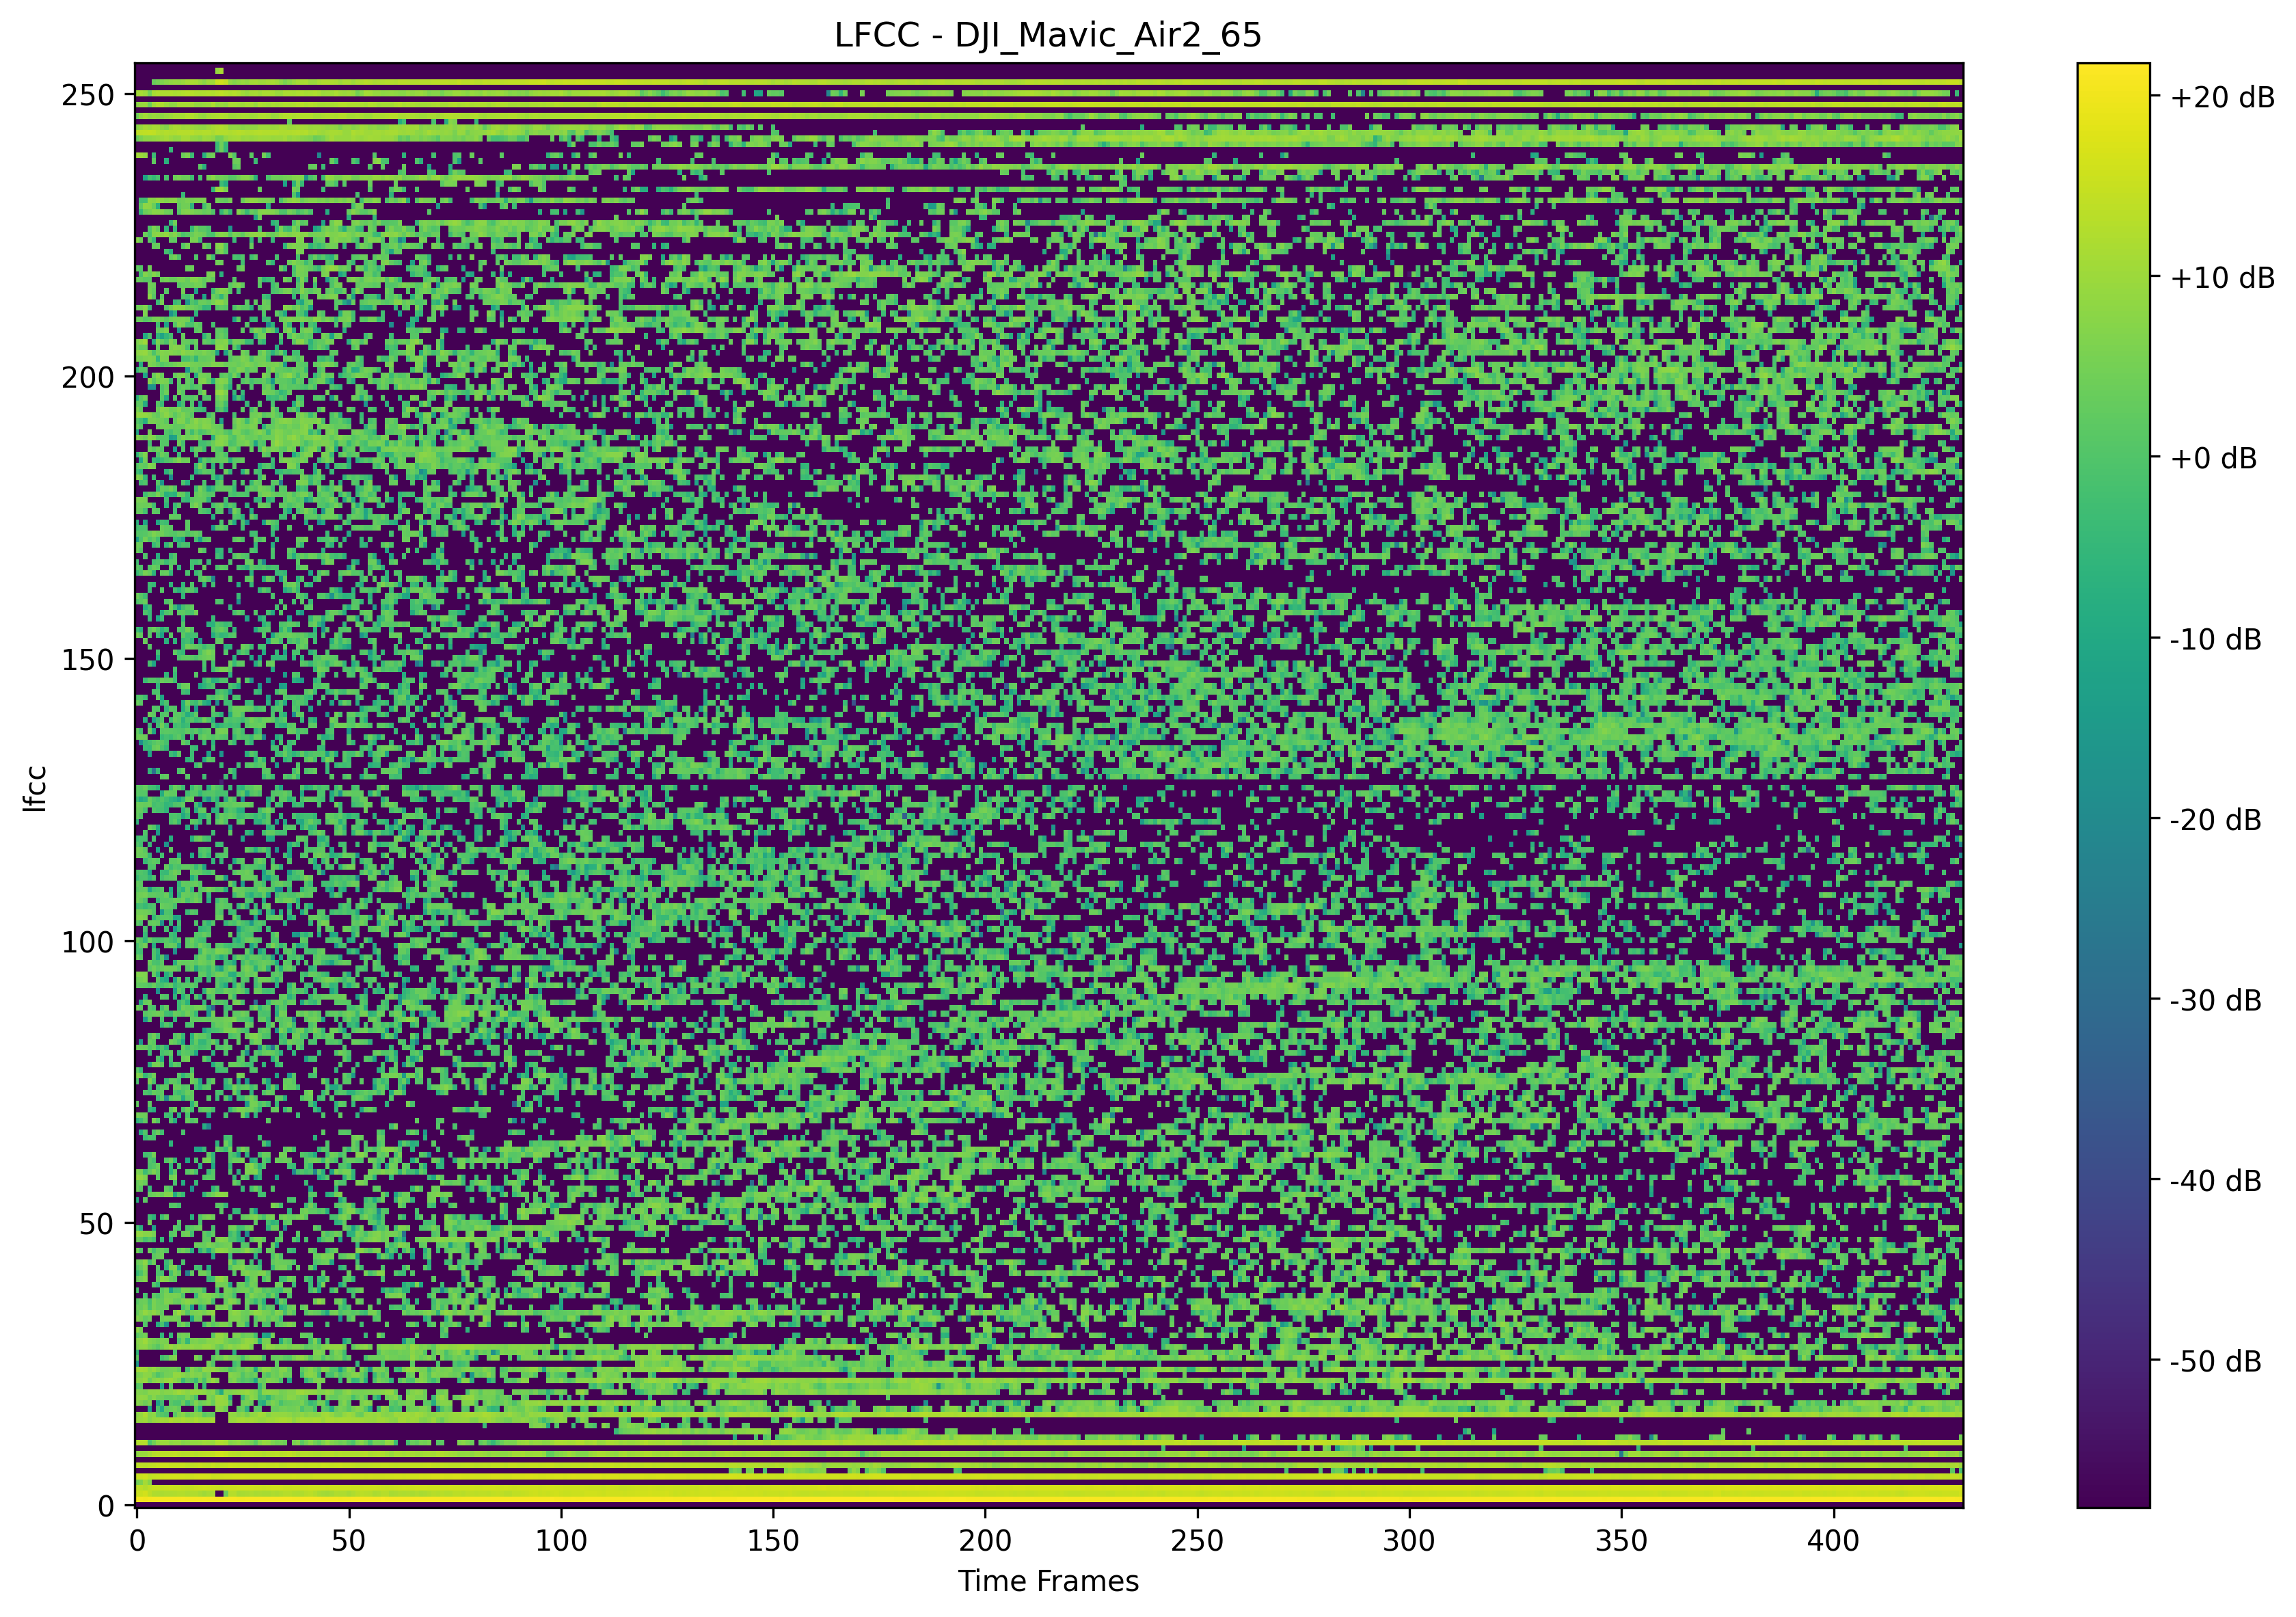 LFCC - DJI_Mavic_Air2_65
250
200
150
100
50
0
lfcc
0 50 100 150 200 250 300 350 400
Time Frames
+20 dB
+10 dB
+0 dB
-10 dB
-20 dB
-30 dB
-40 dB
-50 dB